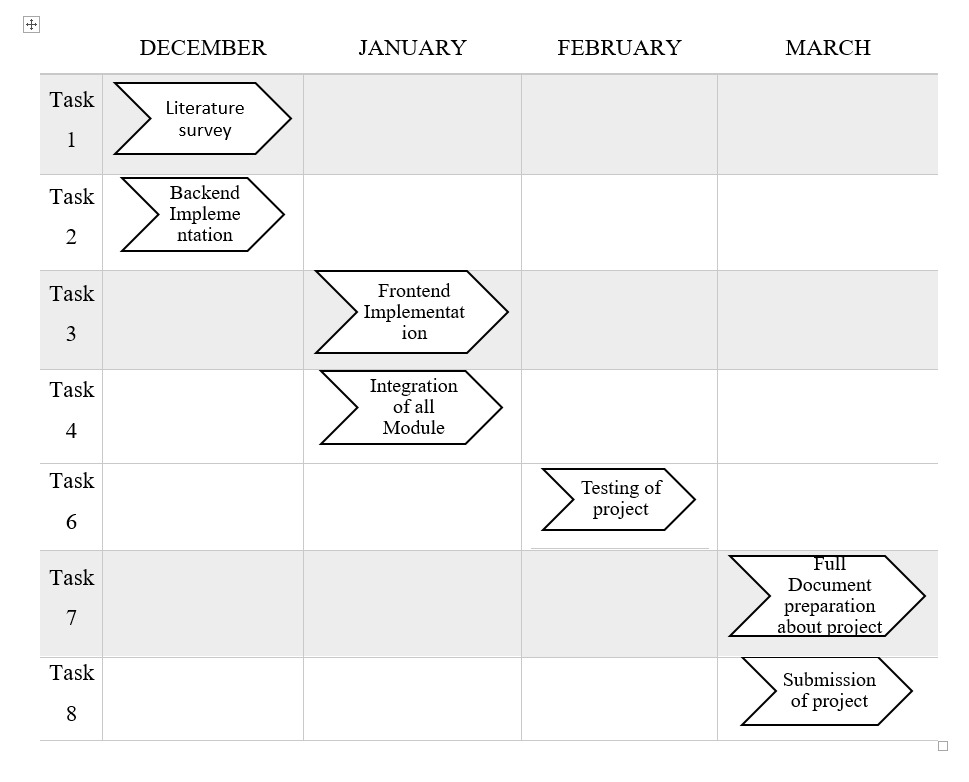 DECEMBER JANUARY FEBRUARY MARCH
Task
1
Literature
survey
Task
2
Backend
Impleme
ntation
Task
3
Frontend
Implementat
ion
Task
4
Integration
of all
Module
Task
6
Testing of
project
Task
7
Full
Document
preparation
about project
Task
8
Submission
of project